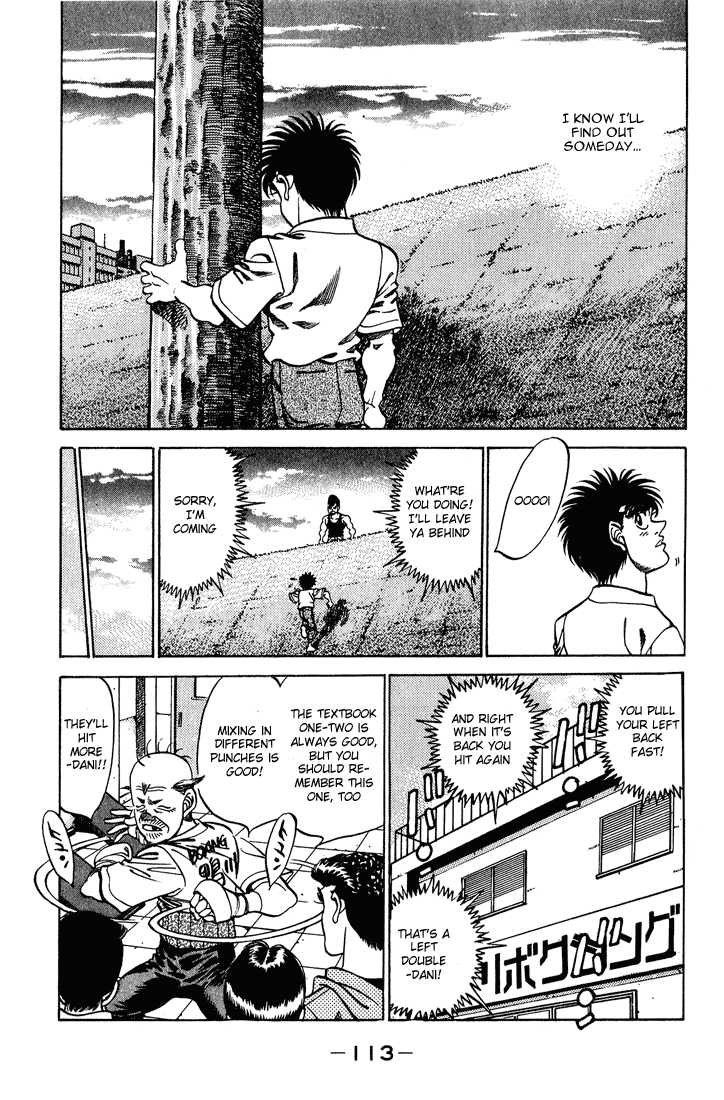 I KNOW I'LL
FIND OUT
SOMEDAY...
OOOOI
WHAT'RE
YOU DOING!
I'LL LEAVE
YA BEHIND
SORRY,
I'M
COMING
YOU PULL
YOUR LEFT
BACK
FAST!
AND RIGHT
WHEN IT'S
BACK YOU
HIT AGAIN
THAT'S A
LEFT
DOUBLE
-DANI!
リボクシング
THE TEXTBOOK
ONE-TWO IS
ALWAYS GOOD,
BUT YOU
SHOULD RE-
MEMBER THIS
ONE, TOO
MIXING IN
DIFFERENT
PUNCHES IS
GOOD!
THEY'LL
HIT
MORE
-DANI!!
BOXING
-113-